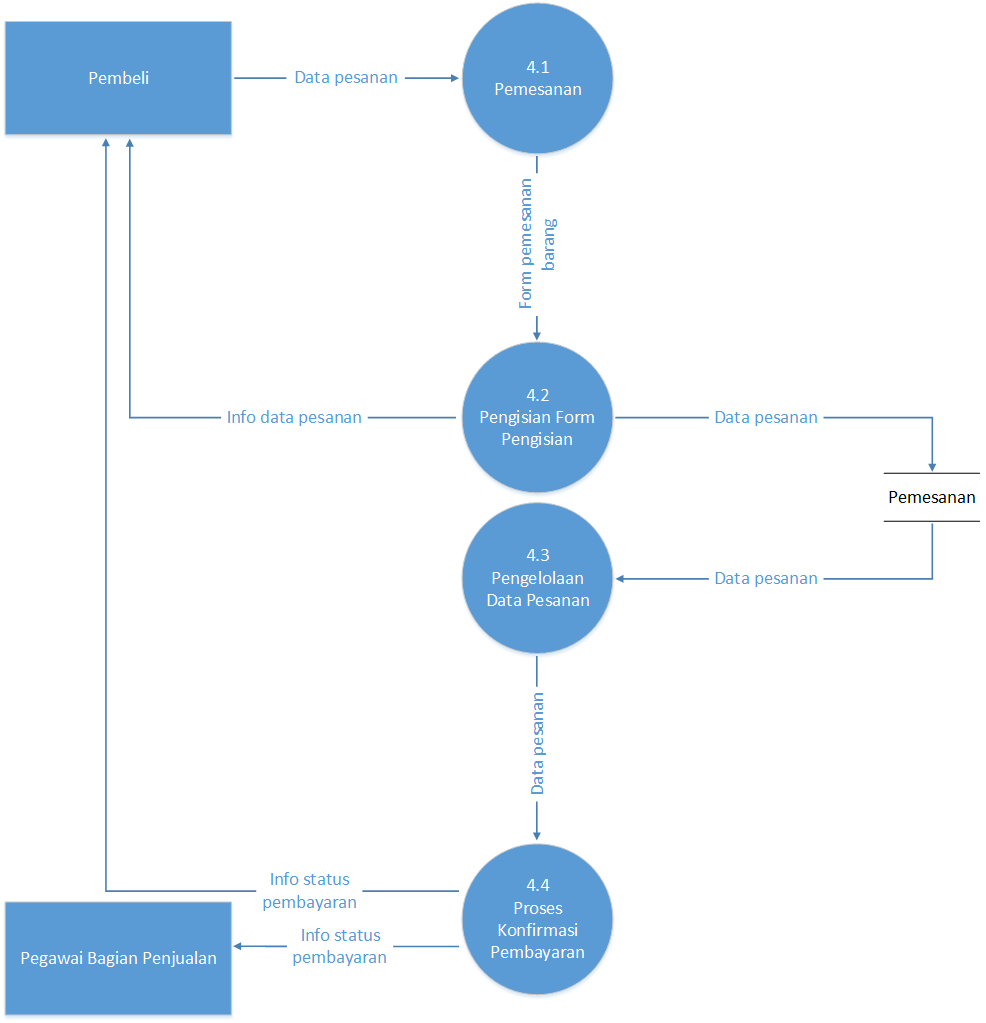 Pembeli
Data pesanan
4.1
Pemesanan
Form pemesanan
barang
4.2
Pengisian Form
Pengisian
Info data pesanan
Data pesanan
Pemesanan
4.3
Pengelolaan
Data Pesanan
Data pesanan
Data pesanan
4.4
Proses
Konfirmasi
Pembayaran
Info status
pembayaran
Info status
pembayaran
Pegawai Bagian Penjualan